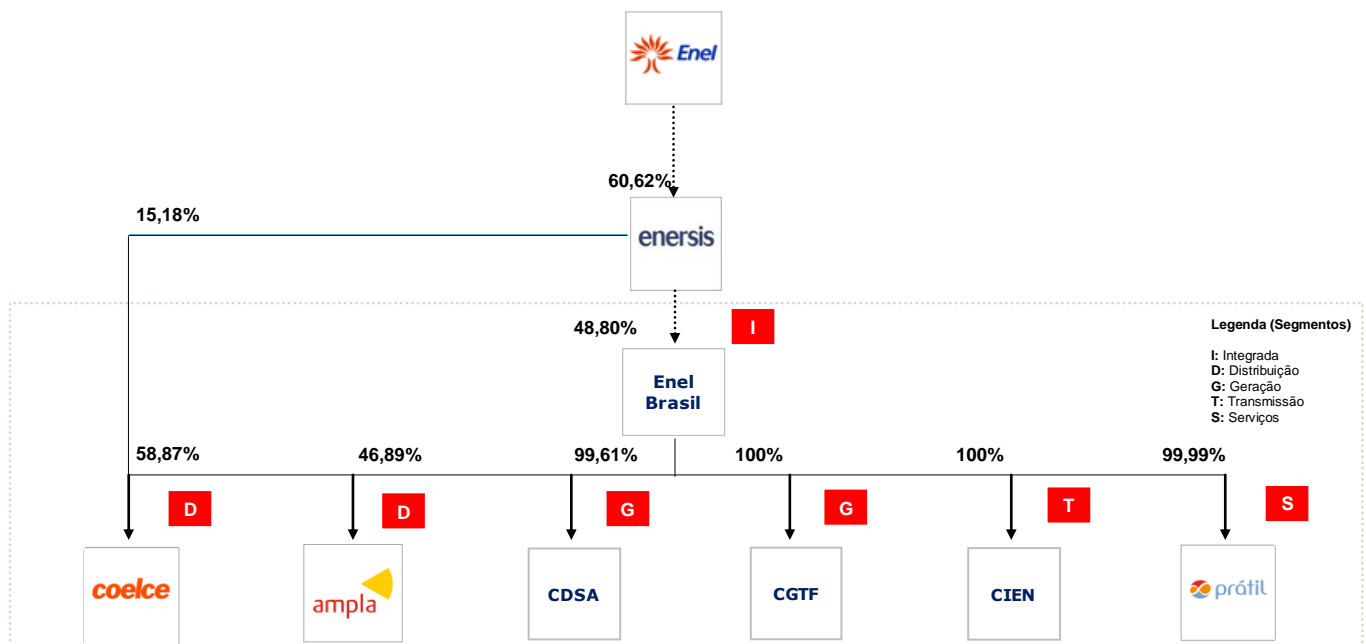 Enel
60,62%
15,18%
enersis
48,80%
I
Legenda (Segmentos)
I: Integrada
D: Distribuição
G: Geração
T: Transmissão
S: Serviços
Enel
Brasil
58,87%
46,89%
99,61%
100%
100%
99,99%
D
D
G
G
T
S
coelce
ampla
CDSA
CGTF
CIEN
prátil